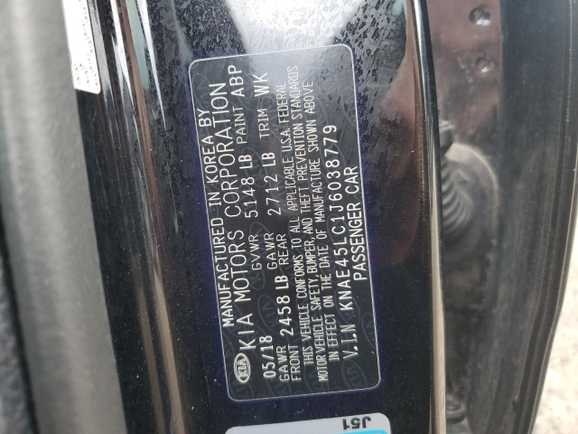 MANUFACTURED IN KOREA BY
KIA KIA MOTORS CORPORATION
05/18 GVWR 5148 LB PAINT ABP
GAWR FRONT 2458 LB GAWR REAR 2712 LB TRIM WK
THIS VEHICLE CONFORMS TO ALL APPLICABLE U.S.A. FEDERAL
MOTOR VEHICLE SAFETY, BUMPER, AND THEFT PREVENTION STANDARDS
IN EFFECT ON THE DATE OF MANUFACTURE SHOWN ABOVE
V.I.N KNAE45LC1J6038779
PASSENGER CAR
J51